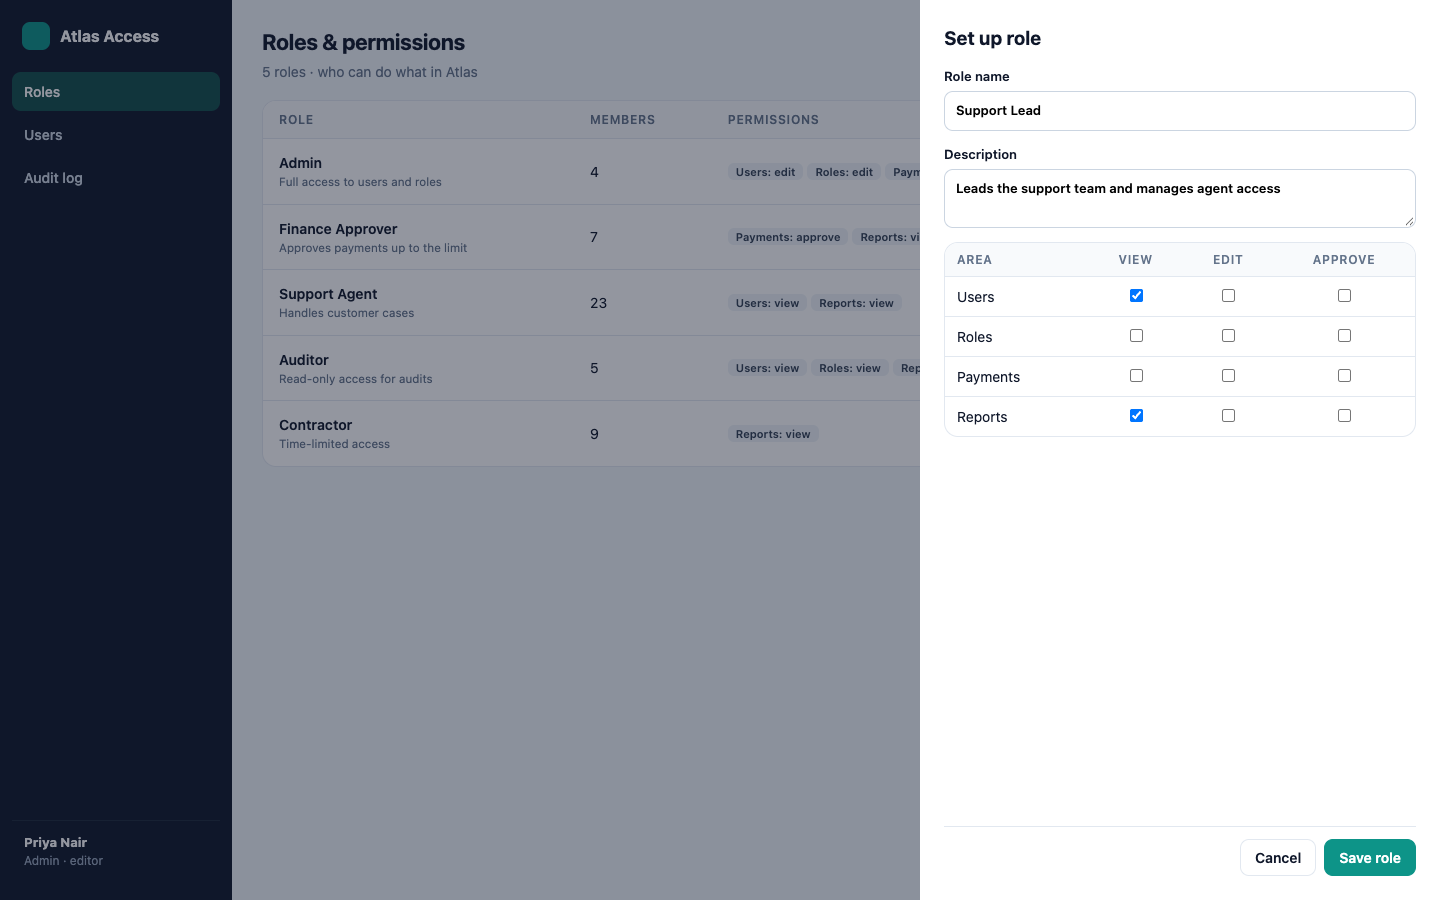 Atlas Access
Roles
Users
Audit log
Priya Nair
Admin · editor
Roles & permissions
5 roles · who can do what in Atlas
ROLE MEMBERS PERMISSIONS
Admin
Full access to users and roles
4
Users: edit Roles: edit
Finance Approver
Approves payments up to the limit
7
Payments: approve Reports:
Support Agent
Handles customer cases
23
Users: view Reports: view
Auditor
Read-only access for audits
5
Users: view Roles: view
Contractor
Time-limited access
9
Reports: view
Set up role
Role name
Support Lead
Description
Leads the support team and manages agent access
AREA VIEW EDIT APPROVE
Users
Roles
Payments
Reports
Cancel Save role